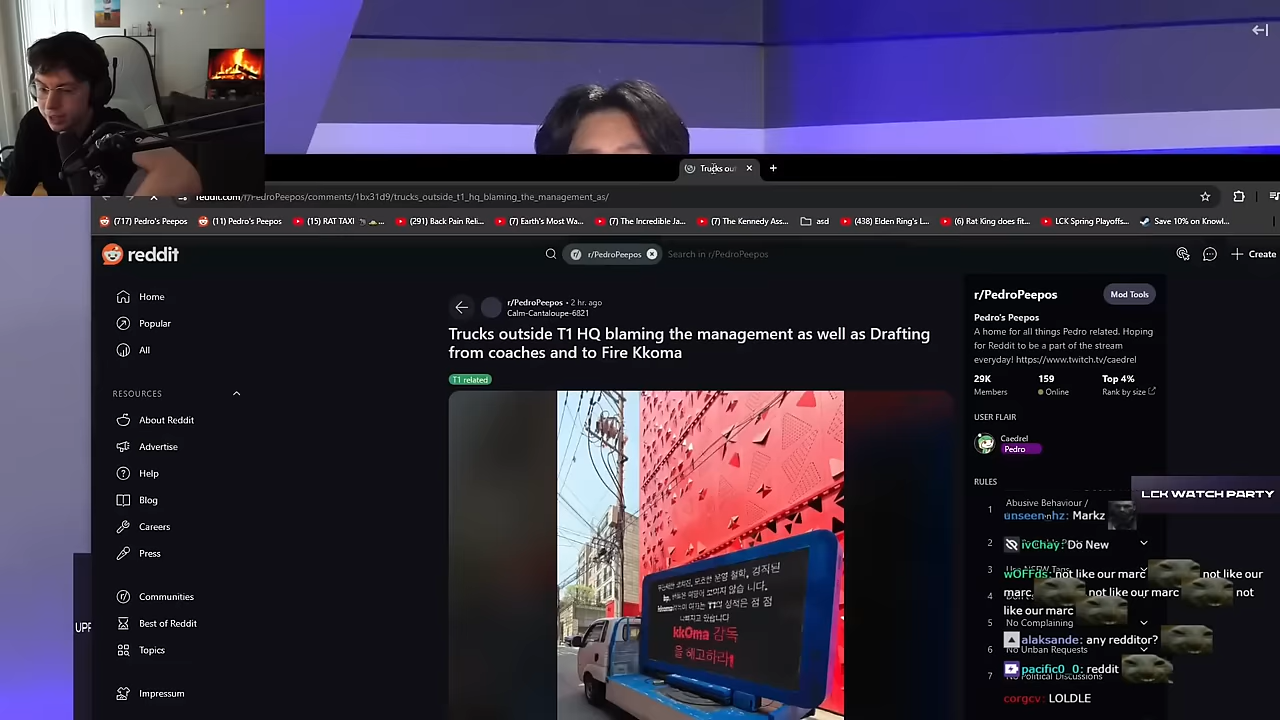 Trucks out
reddit.com/r/PedroPeepos/comments/1bx31d9/trucks_outside_t1_hq_blaming_the_management_as/
(717) Pedro's Peepos
(11) Pedro's Peepos
(15) RAT TAXI
(291) Back Pain Reli...
(7) Earth's Most Wa...
(7) The Incredible Ja...
(7) The Kennedy Ass...
asd
(438) Elden Ring's L...
(6) Rat King does fit...
LCK Spring Playoffs...
Save 10% on Knowl...
reddit
r/PedroPeepos
Search in r/PedroPeepos
Create
Home
Popular
All
RESOURCES
About Reddit
Advertise
Help
Blog
Careers
Press
Communities
Best of Reddit
Topics
Impressum
r/PedroPeepos • 2 hr. ago
Calm-Cantaloupe-6821
Trucks outside T1 HQ blaming the management as well as Drafting
from coaches and to Fire Kkoma
T1 related
kkOma 감독
을 해고하라!
r/PedroPeepos
Mod Tools
Pedro's Peepos
A home for all things Pedro related. Hoping
for Reddit to be a part of the stream
everyday! https://www.twitch.tv/caedrel
29K
159
Top 4%
Members
Online
Rank by size
USER FLAIR
Caedrel
Pedro
RULES
1
Abusive Behaviour /
2
3
4
5
No Complaining
6
No Unban Requests
7
No Political Discussions
LCK WATCH PARTY
unseen_hz: Markz
ivChay: Do New
wOFFds: not like our marc not like our
marc not like our marc not
like our marc
alaksande: any redditor?
pacific0_0: reddit
corgcv: LOLDLE
UPF